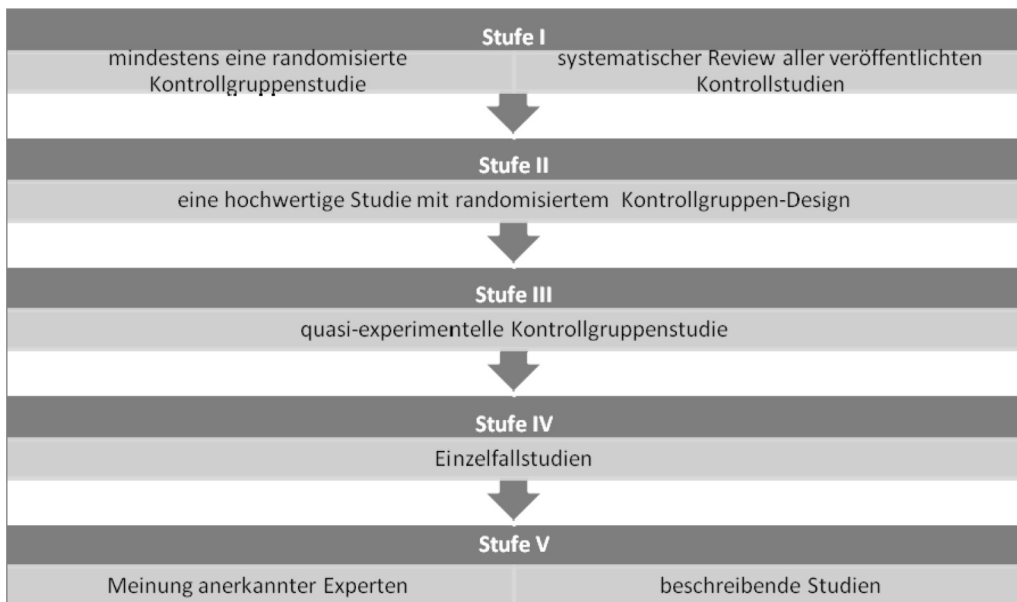 Stufe I
mindestens eine randomisierte
Kontrollgruppenstudie
systematischer Review aller veröffentlichten
Kontrollstudien
Stufe II
eine hochwertige Studie mit randomisiertem Kontrollgruppen-Design
Stufe III
quasi-experimentelle Kontrollgruppenstudie
Stufe IV
Einzelfallstudien
Stufe V
Meinung anerkannter Experten
beschreibende Studien